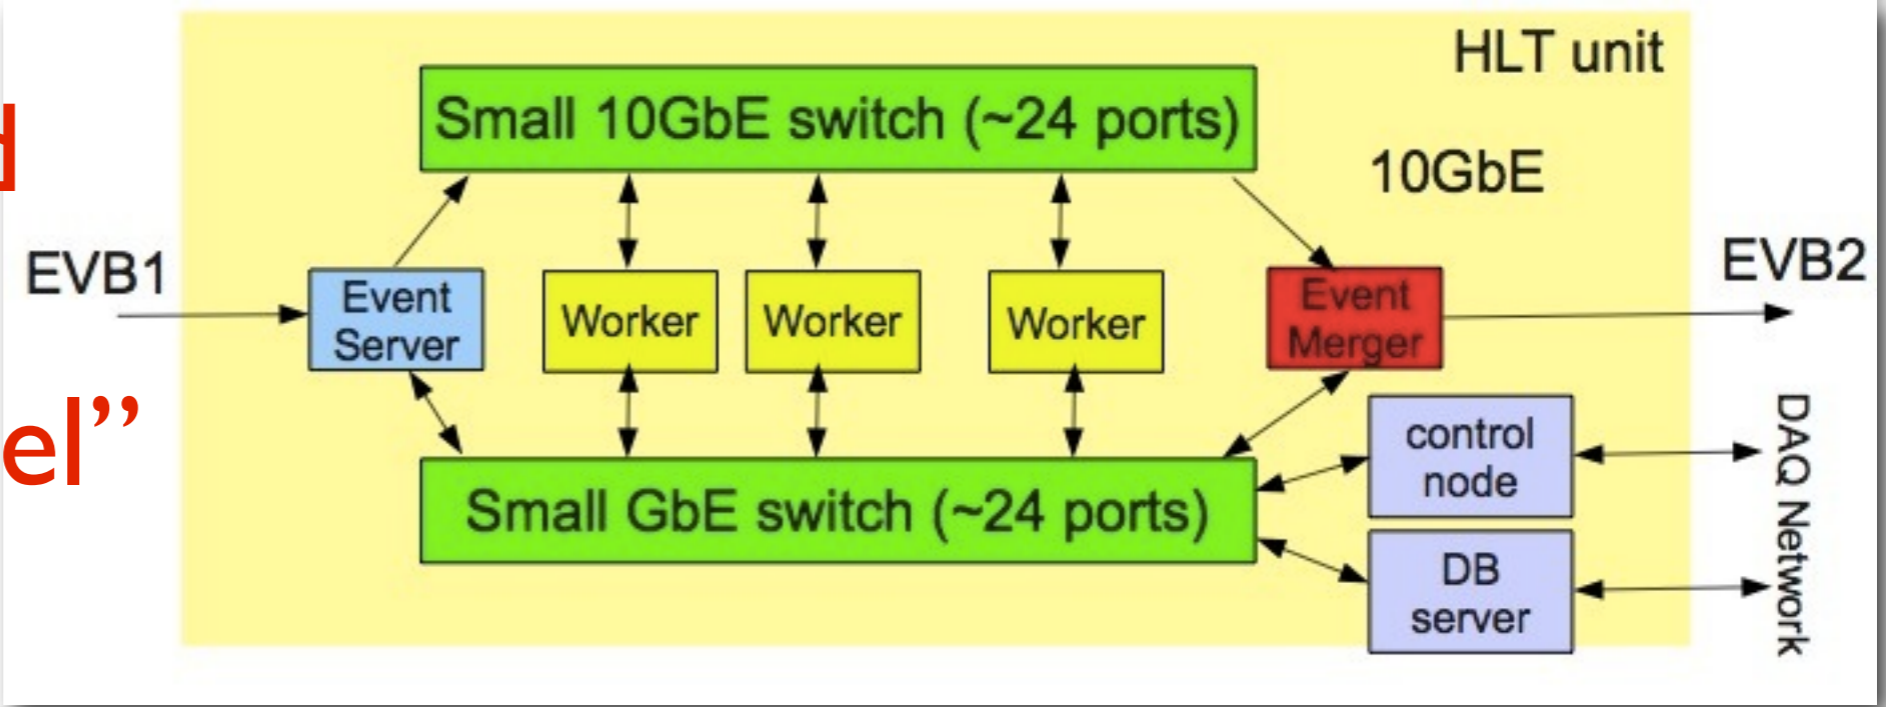 HLT unit
Small 10GbE switch (~24 ports)
d
10GbE
EVB1
EVB2
Event
Server
Worker
Worker
Worker
Event
Merger
el”
control
node
DAQ Network
Small GbE switch (~24 ports)
DB
server